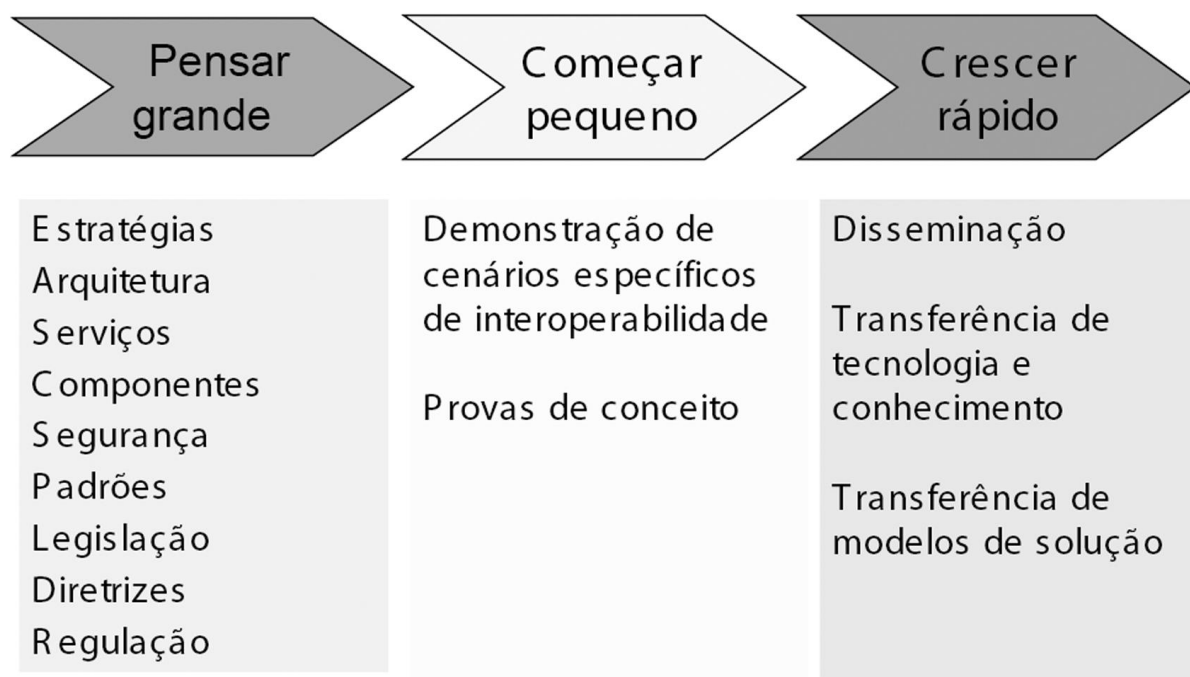 Pensar
grande
Começar
pequeno
Crescer
rápido
Estratégias
Arquitetura
Serviços
Componentes
Segurança
Padrões
Legislação
Diretrizes
Regulação
Demonstração de
cenários específicos
de interoperabilidade
Provas de conceito
Disseminação
Transferência de
tecnologia e
conhecimento
Transferência de
modelos de solução